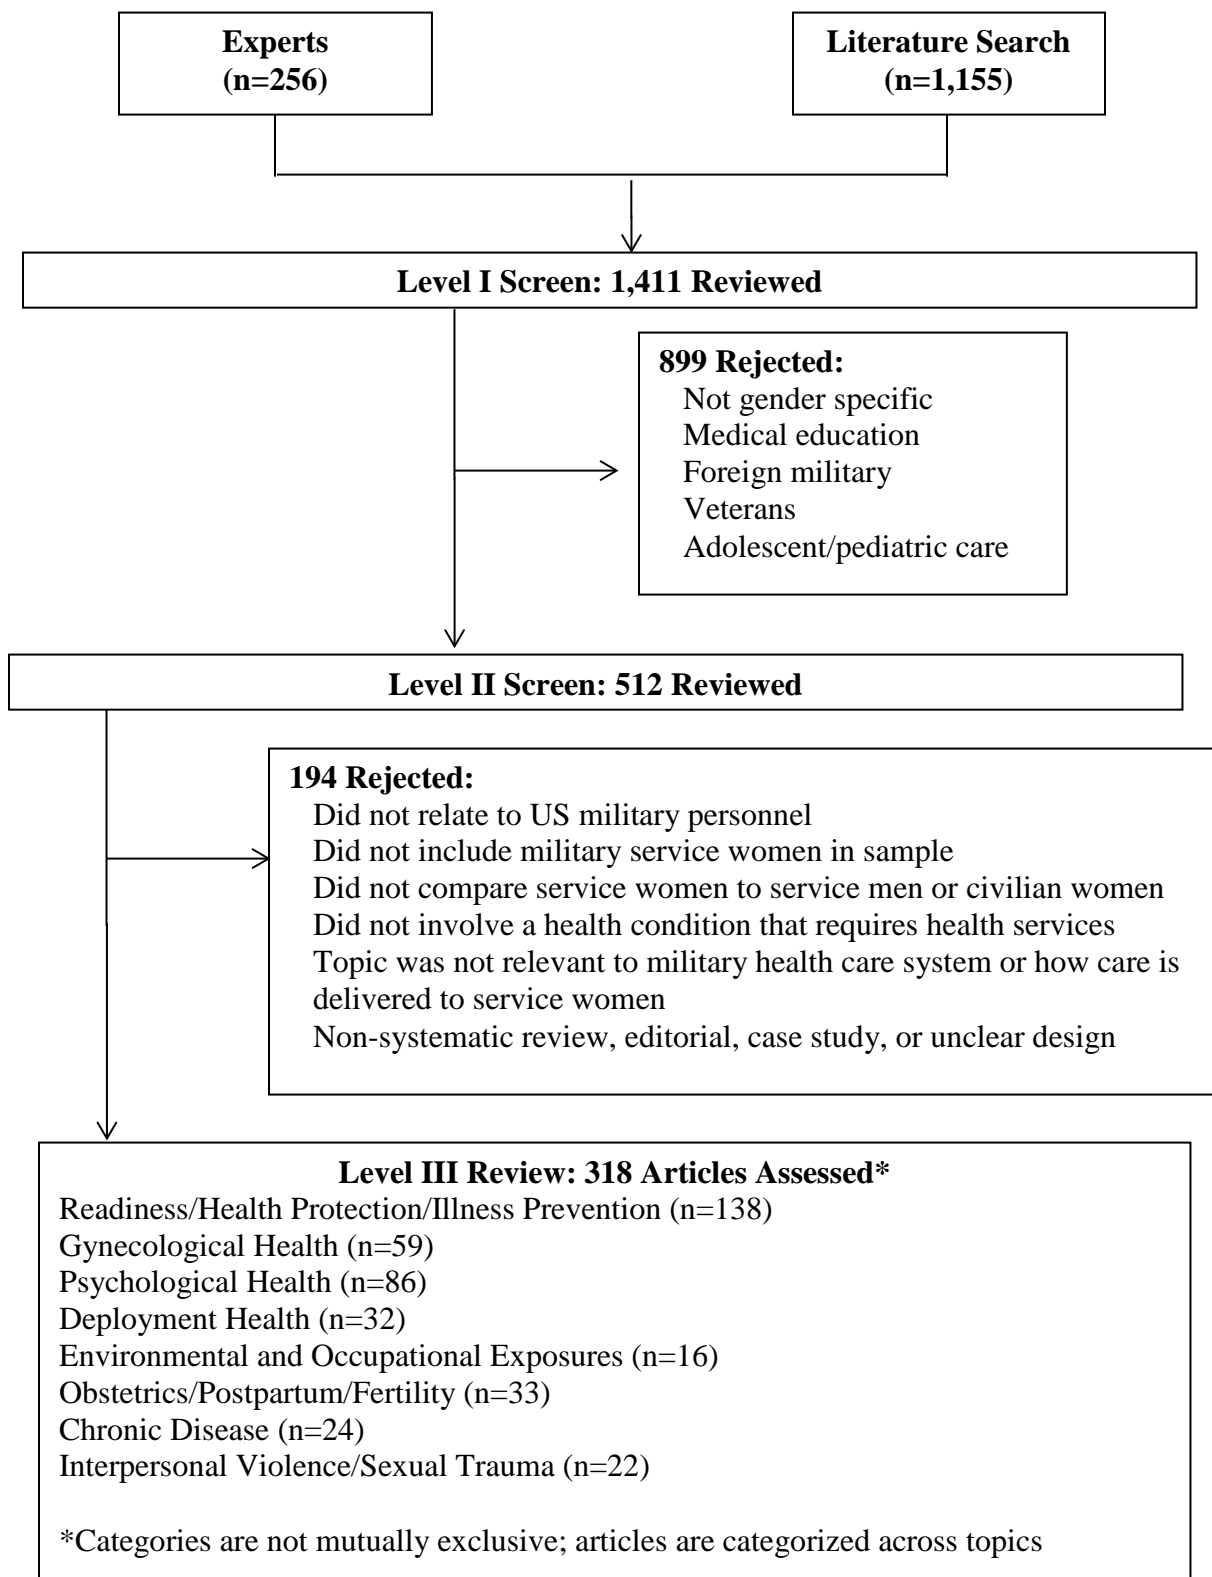 Experts
(n=256)
Literature Search
(n=1,155)
Level I Screen: 1,411 Reviewed
899 Rejected:
Not gender specific
Medical education
Foreign military
Veterans
Adolescent/pediatric care
Level II Screen: 512 Reviewed
194 Rejected:
Did not relate to US military personnel
Did not include military service women in sample
Did not compare service women to service men or civilian women
Did not involve a health condition that requires health services
Topic was not relevant to military health care system or how care is
delivered to service women
Non-systematic review, editorial, case study, or unclear design
Level III Review: 318 Articles Assessed*
Readiness/Health Protection/Illness Prevention (n=138)
Gynecological Health (n=59)
Psychological Health (n=86)
Deployment Health (n=32)
Environmental and Occupational Exposures (n=16)
Obstetrics/Postpartum/Fertility (n=33)
Chronic Disease (n=24)
Interpersonal Violence/Sexual Trauma (n=22)
*Categories are not mutually exclusive; articles are categorized across topics